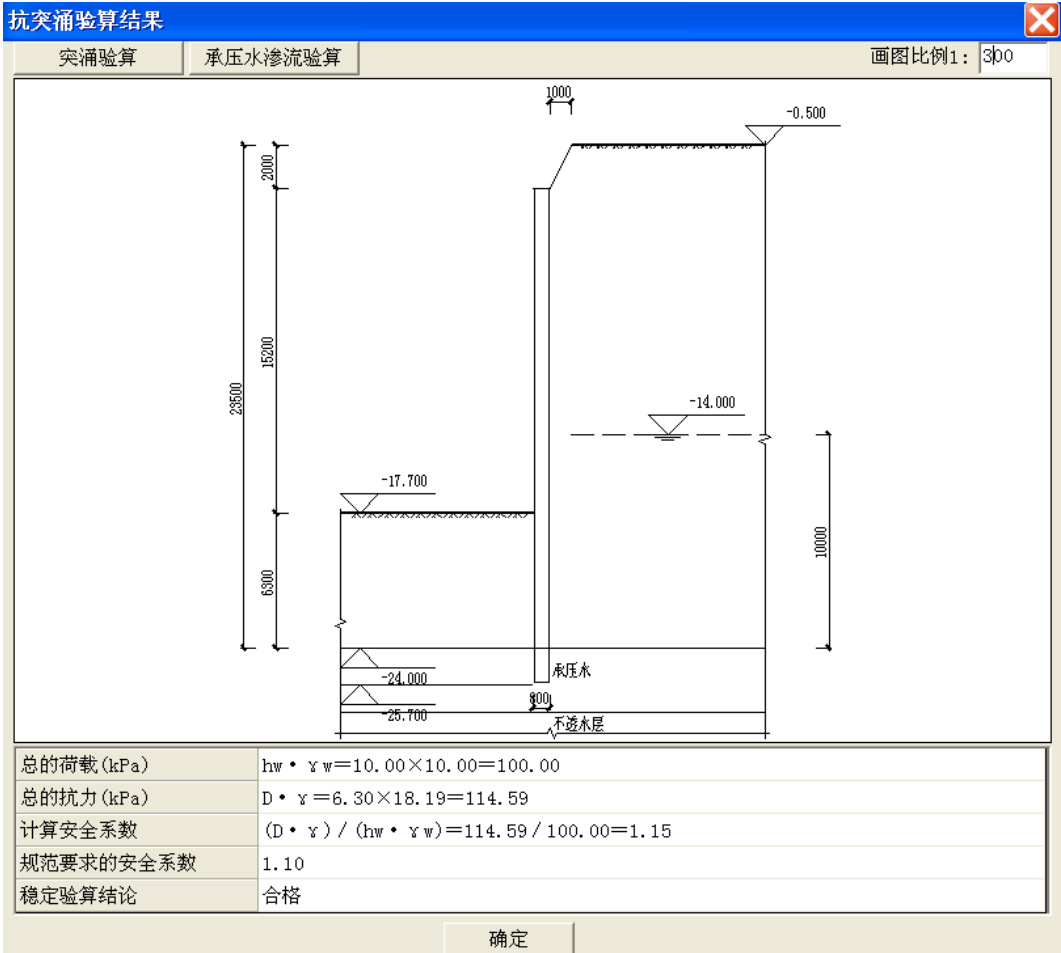 抗突涌验算结果
突涌验算 承压水渗流验算 画图比例1: 300
1000
-0.500
2000
15200
23500
-14.000
-17.700
10000
6300
承压水
-24.000
800
-25.700
不透水层
总的荷载(kPa) hw·γw=10.00×10.00=100.00
总的抗力(kPa) D·γ=6.30×18.19=114.59
计算安全系数 (D·γ)/(hw·γw)=114.59/100.00=1.15
规范要求的安全系数 1.10
稳定验算结论 合格
确定